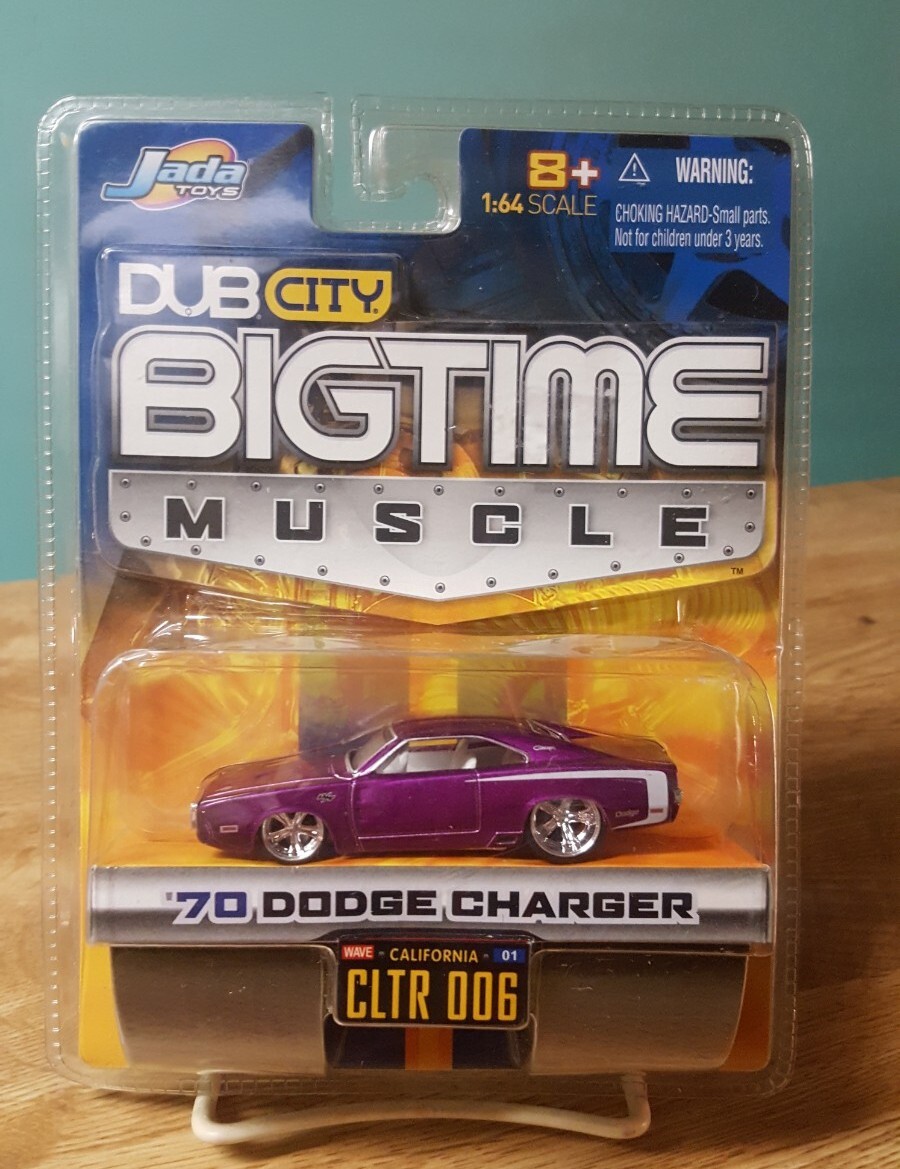 Jada
TOYS
8+
1:64 SCALE
WARNING:
CHOKING HAZARD-Small parts.
Not for children under 3 years.
DUB CITY
BIGTIME
MUSCLE
TM
Dodge
'70 DODGE CHARGER
WAVE CALIFORNIA 01
CLTR 006